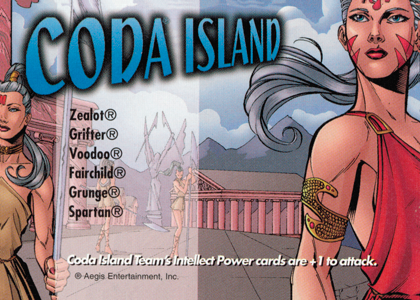 CODA ISLAND
Zealot®
Grifter®
Voodoo®
Fairchild®
Grunge®
Spartan®
Coda Island Team's Intellect Power cards are +1 to attack.
® Aegis Entertainment, Inc.